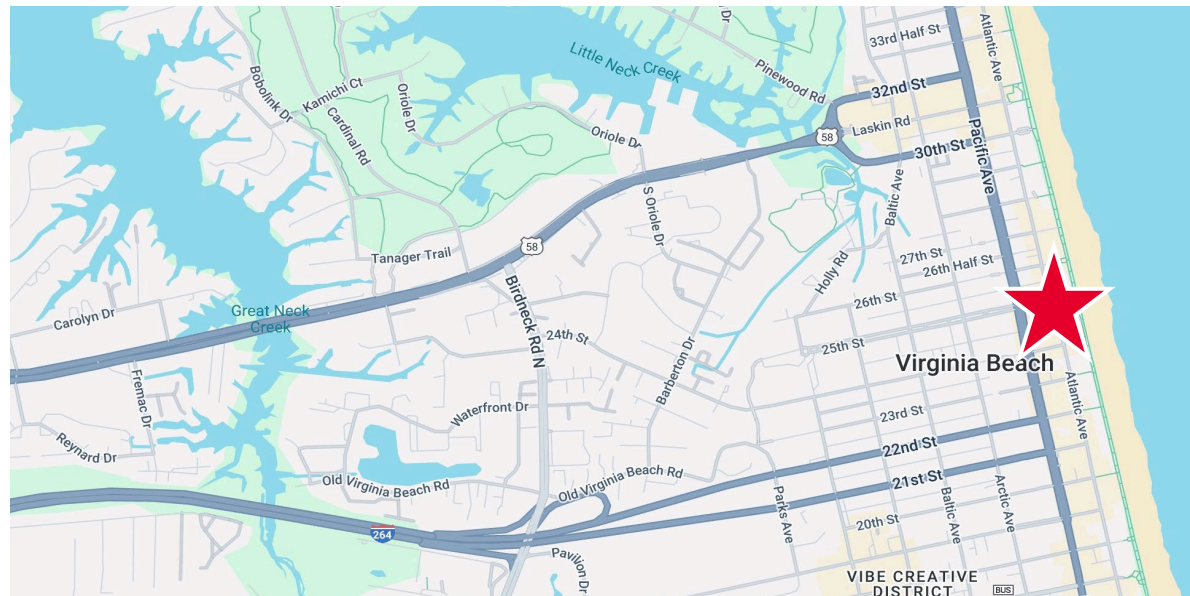 Dr
Atlantic Ave
33rd Half St
Little Neck Creek
Pinewood Rd
Bobolink Dr
Kamichi Ct
Oriole Dr
32nd St
Cardinal Rd
Laskin Rd
58
Oriole Dr
30th St
Pacific Ave
Baltic Ave
S Oriole Dr
58
Tanager Trail
27th St
26th Half St
Holly Rd
Birdneck Rd N
26th St
Great Neck
Creek
Carolyn Dr
24th St
25th St
Virginia Beach
Barberton Dr
Fremac Dr
Atlantic Ave
Waterfront Dr
23rd St
Reynard Dr
22nd St
Old Virginia Beach Rd
Old Virginia Beach Rd
21st St
Parks Ave
Baltic Ave
Arctic Ave
20th St
264
Pavilion Dr
VIBE CREATIVE
DISTRICT
BUS